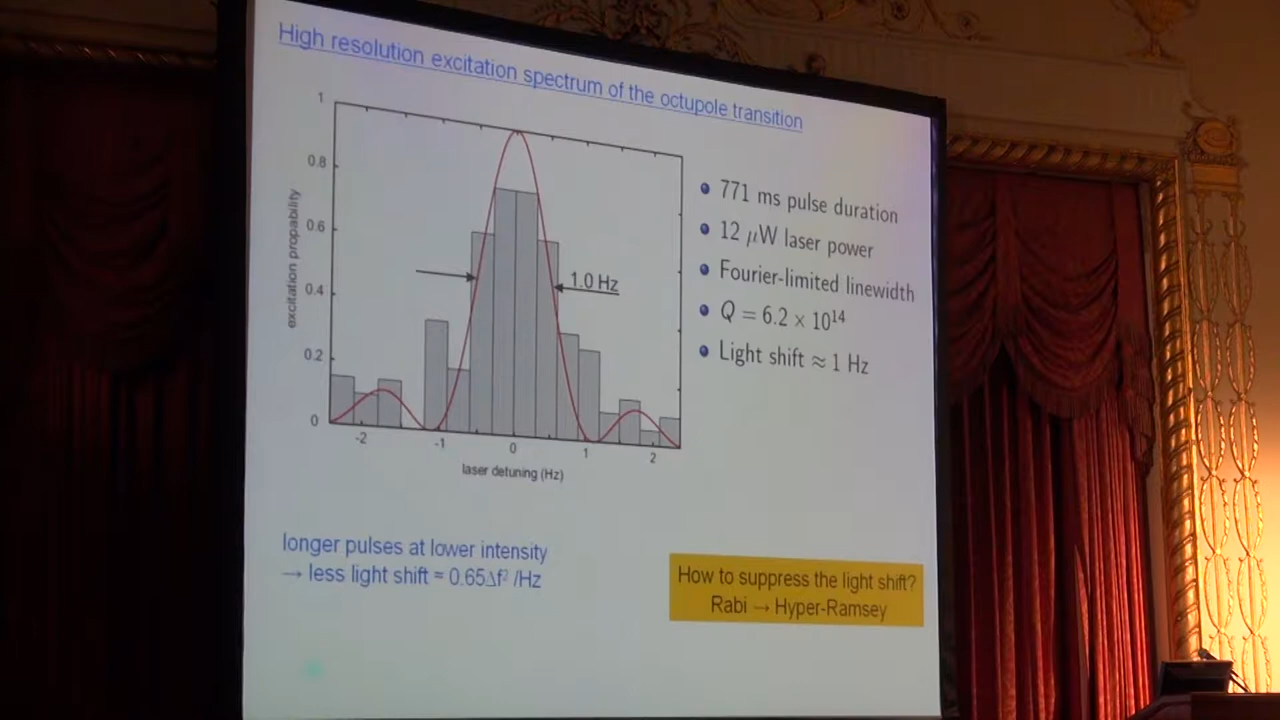 High resolution excitation spectrum of the octupole transition
1
0.8
0.6
0.4
0.2
0
excitation propability
1.0 Hz
-2
-1
0
1
2
laser detuning (Hz)
771 ms pulse duration
12 μW laser power
Fourier-limited linewidth
Q = 6.2 × 10¹⁴
Light shift ≈ 1 Hz
longer pulses at lower intensity
→ less light shift = 0.65Δf² /Hz
How to suppress the light shift?
Rabi → Hyper-Ramsey